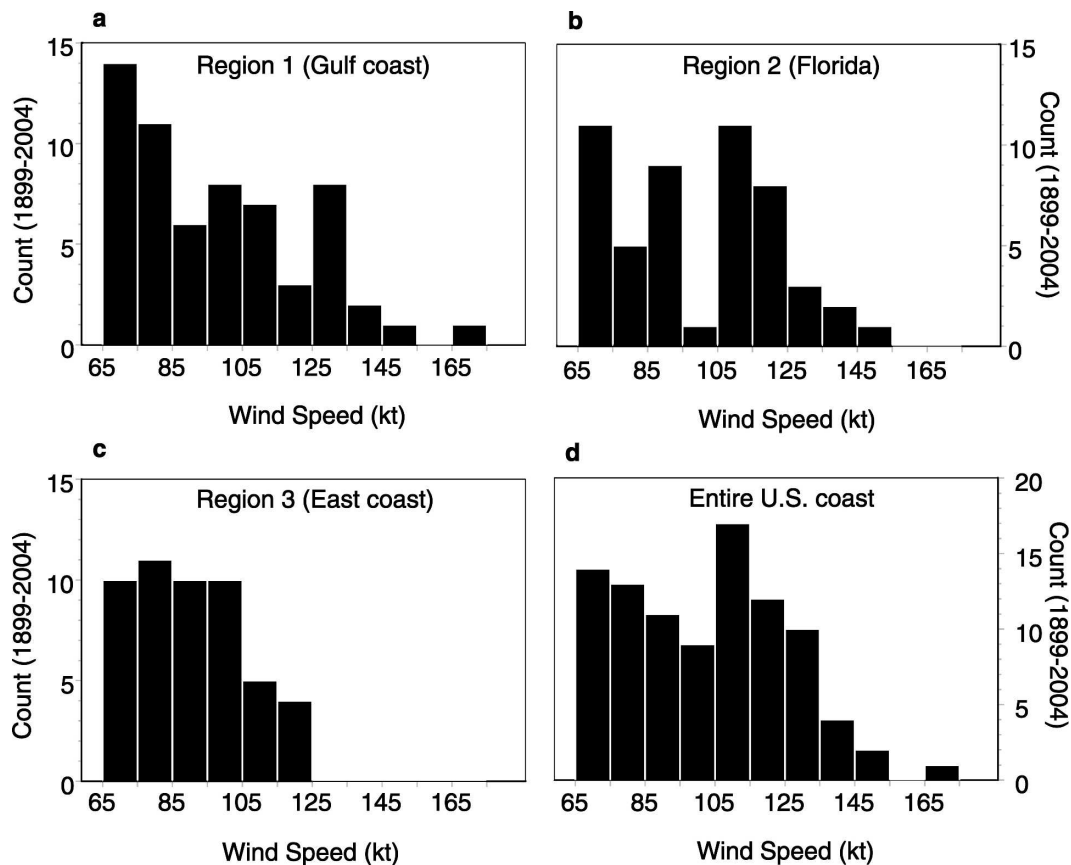 a
Region 1 (Gulf coast)
Count (1899-2004)
15
10
5
0
65 85 105 125 145 165
Wind Speed (kt)
b
Region 2 (Florida)
Count (1899-2004)
15
10
5
0
65 85 105 125 145 165
Wind Speed (kt)
c
Region 3 (East coast)
Count (1899-2004)
15
10
5
0
65 85 105 125 145 165
Wind Speed (kt)
d
Entire U.S. coast
Count (1899-2004)
20
15
10
5
0
65 85 105 125 145 165
Wind Speed (kt)